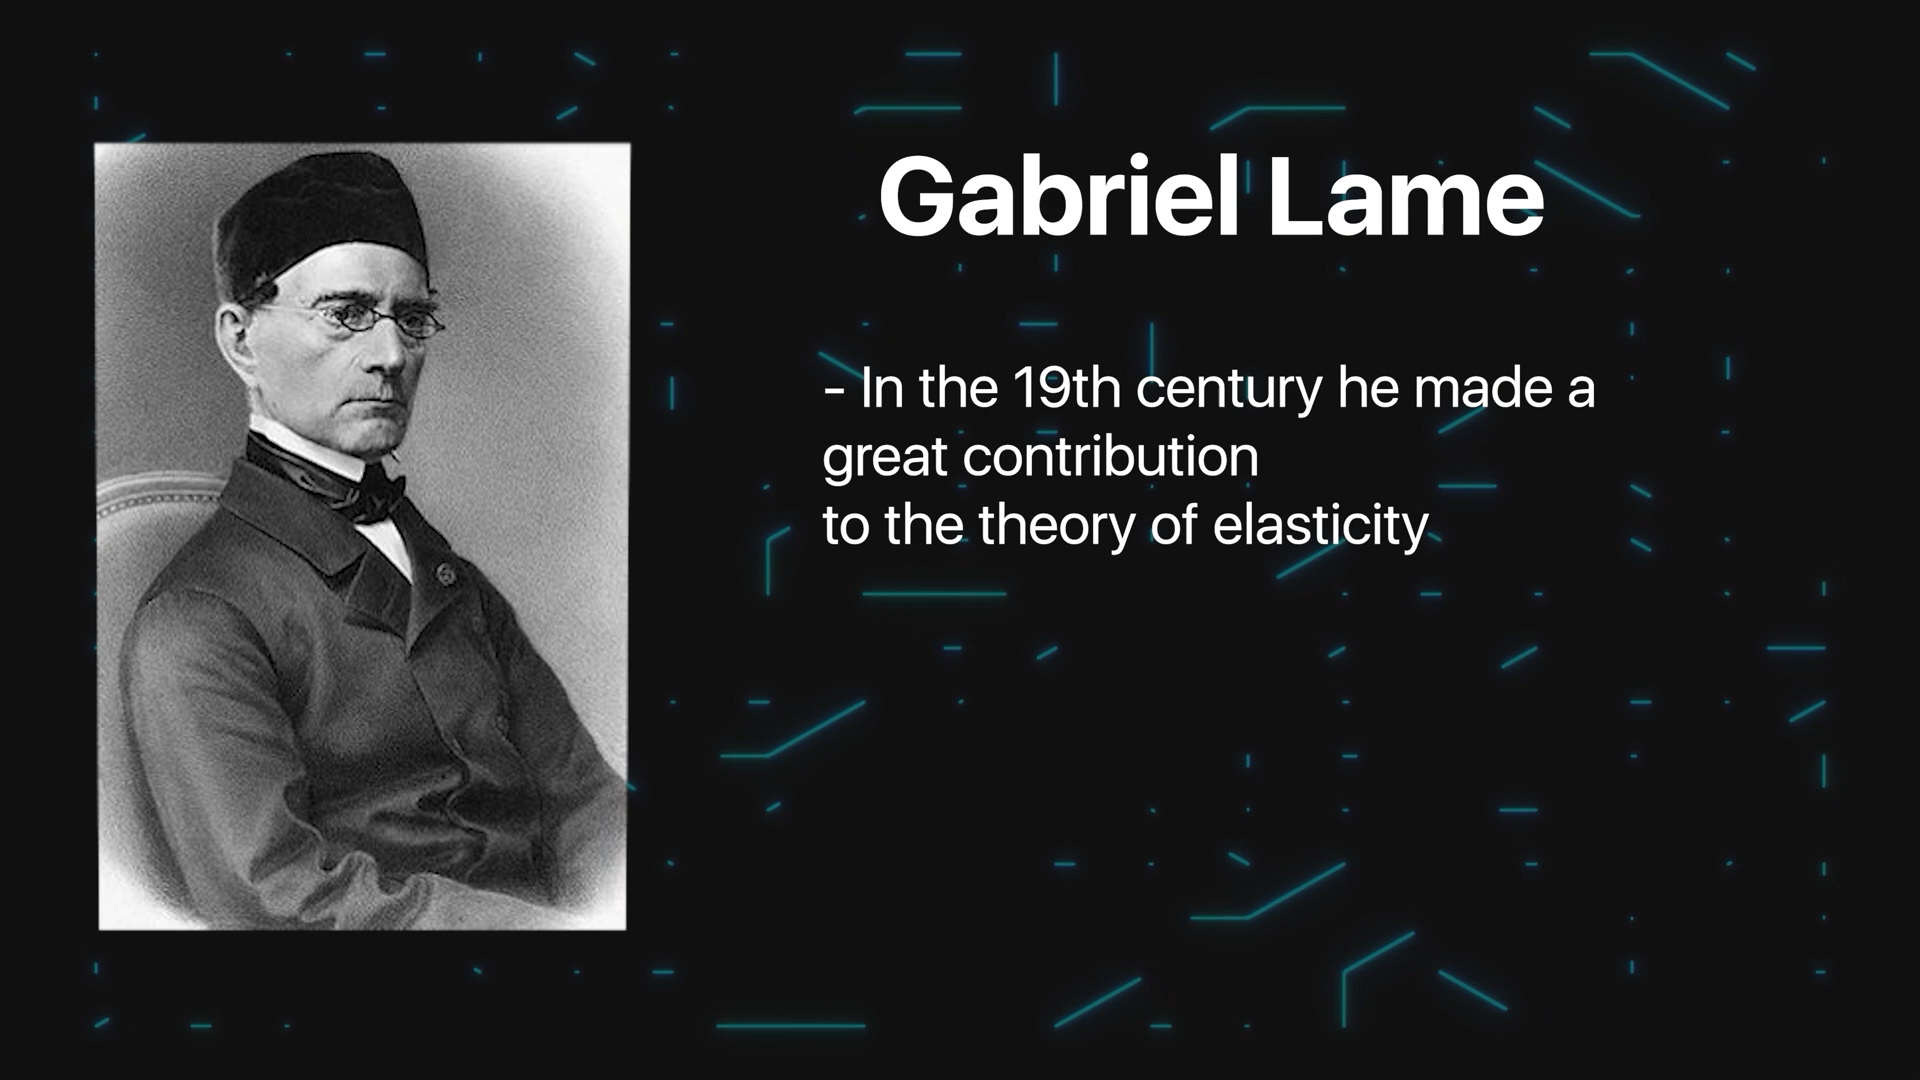 Gabriel Lame
- In the 19th century he made a
great contribution
to the theory of elasticity